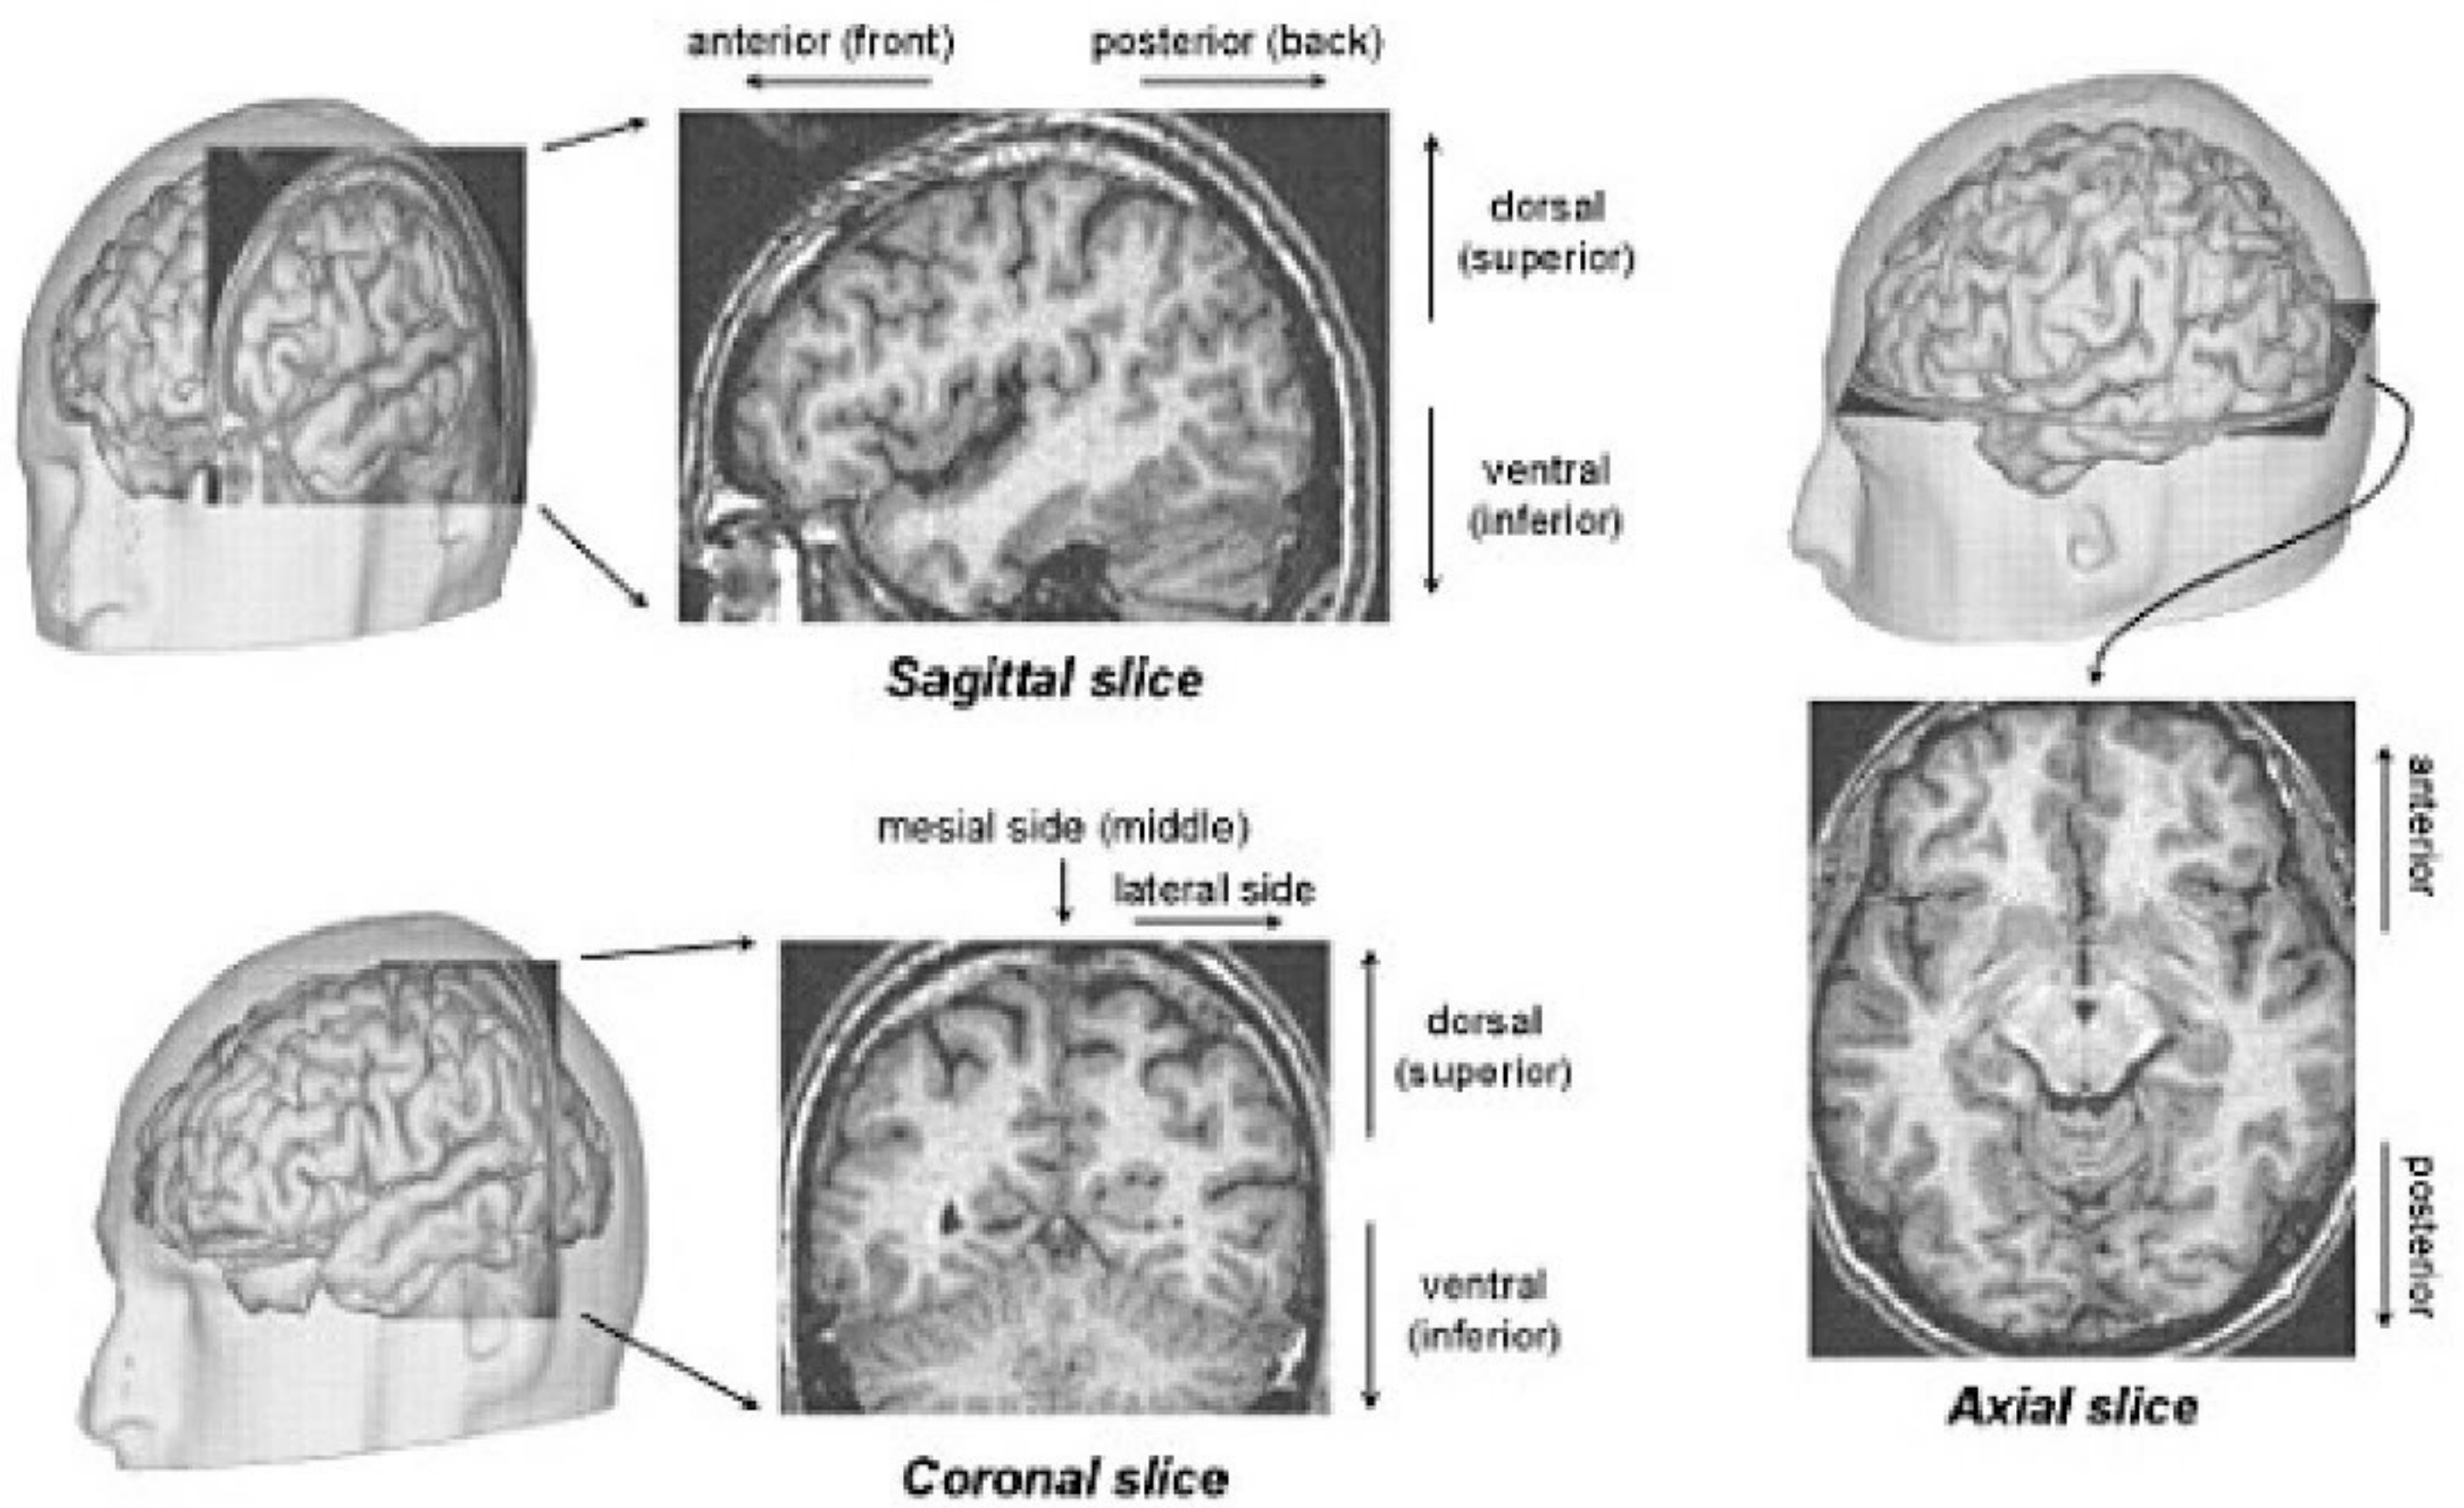 anterior (front)
posterior (back)
dorsal
(superior)
ventral
(inferior)
Sagittal slice
mesial side (middle)
lateral side
dorsal
(superior)
ventral
(inferior)
Coronal slice
anterior
posterior
Axial slice